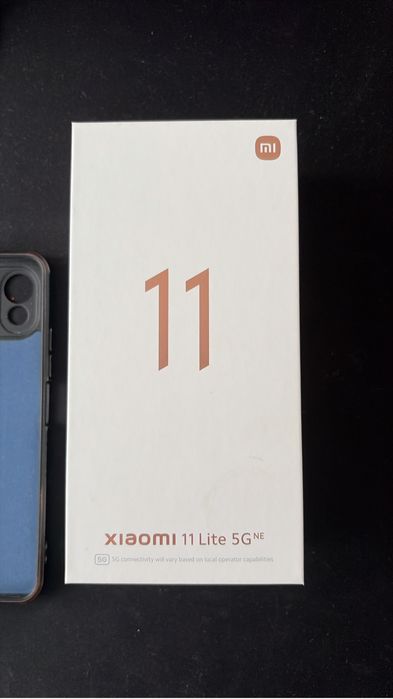 mi
11
xiaomi 11 Lite 5G NE
5G 5G connectivity will vary based on local operator capabilities